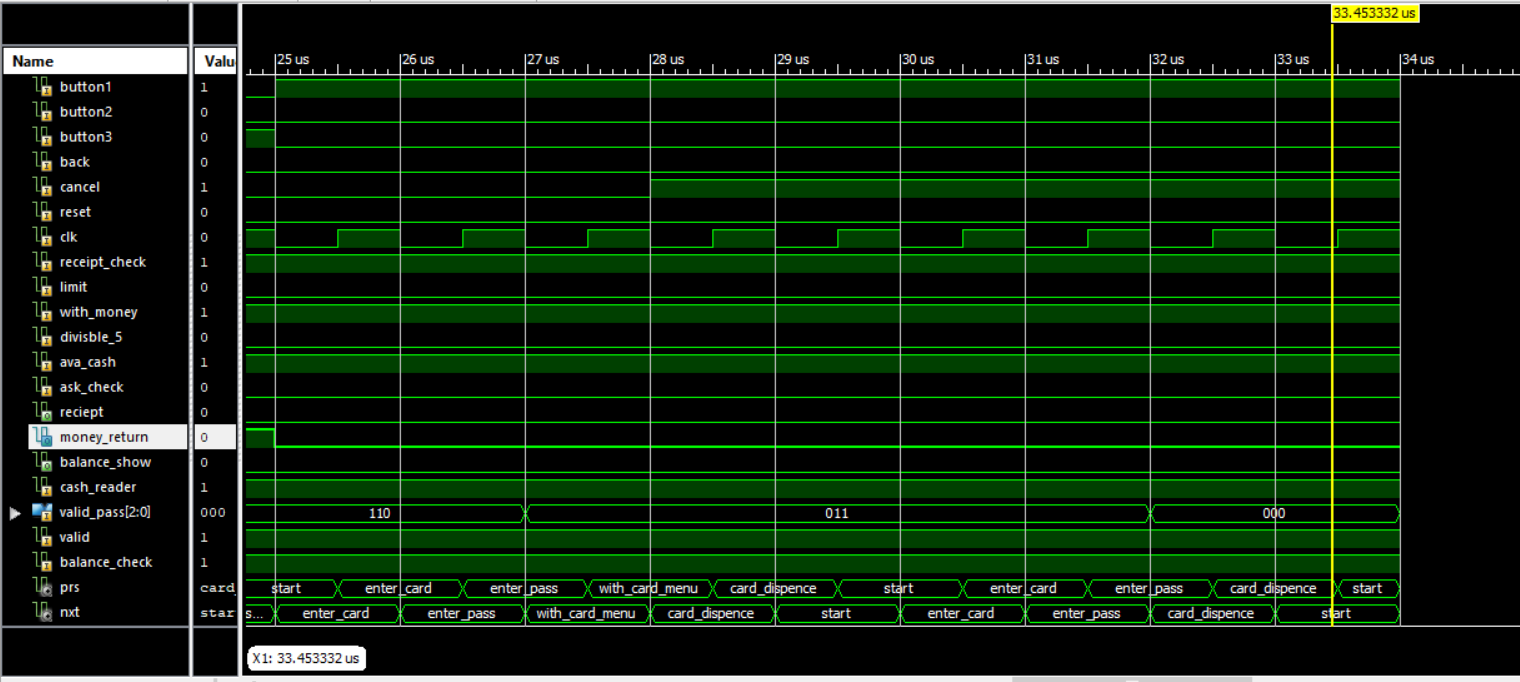 33.453332 us
Name Valu
25 us 26 us 27 us 28 us 29 us 30 us 31 us 32 us 33 us 34 us
button1 1
button2 0
button3 0
back 0
cancel 1
reset 0
clk 0
receipt_check 1
limit 0
with_money 1
divisble_5 0
ava_cash 1
ask_check 0
reciept 0
money_return 0
balance_show 0
cash_reader 1
valid_pass[2:0] 000 110 011 000
valid 1
balance_check 1
prs card_ start enter_card enter_pass with_card_menu card_dispence start enter_card enter_pass card_dispence start
nxt star s... enter_card enter_pass with_card_menu card_dispence start enter_card enter_pass card_dispence start
X1: 33.453332 us